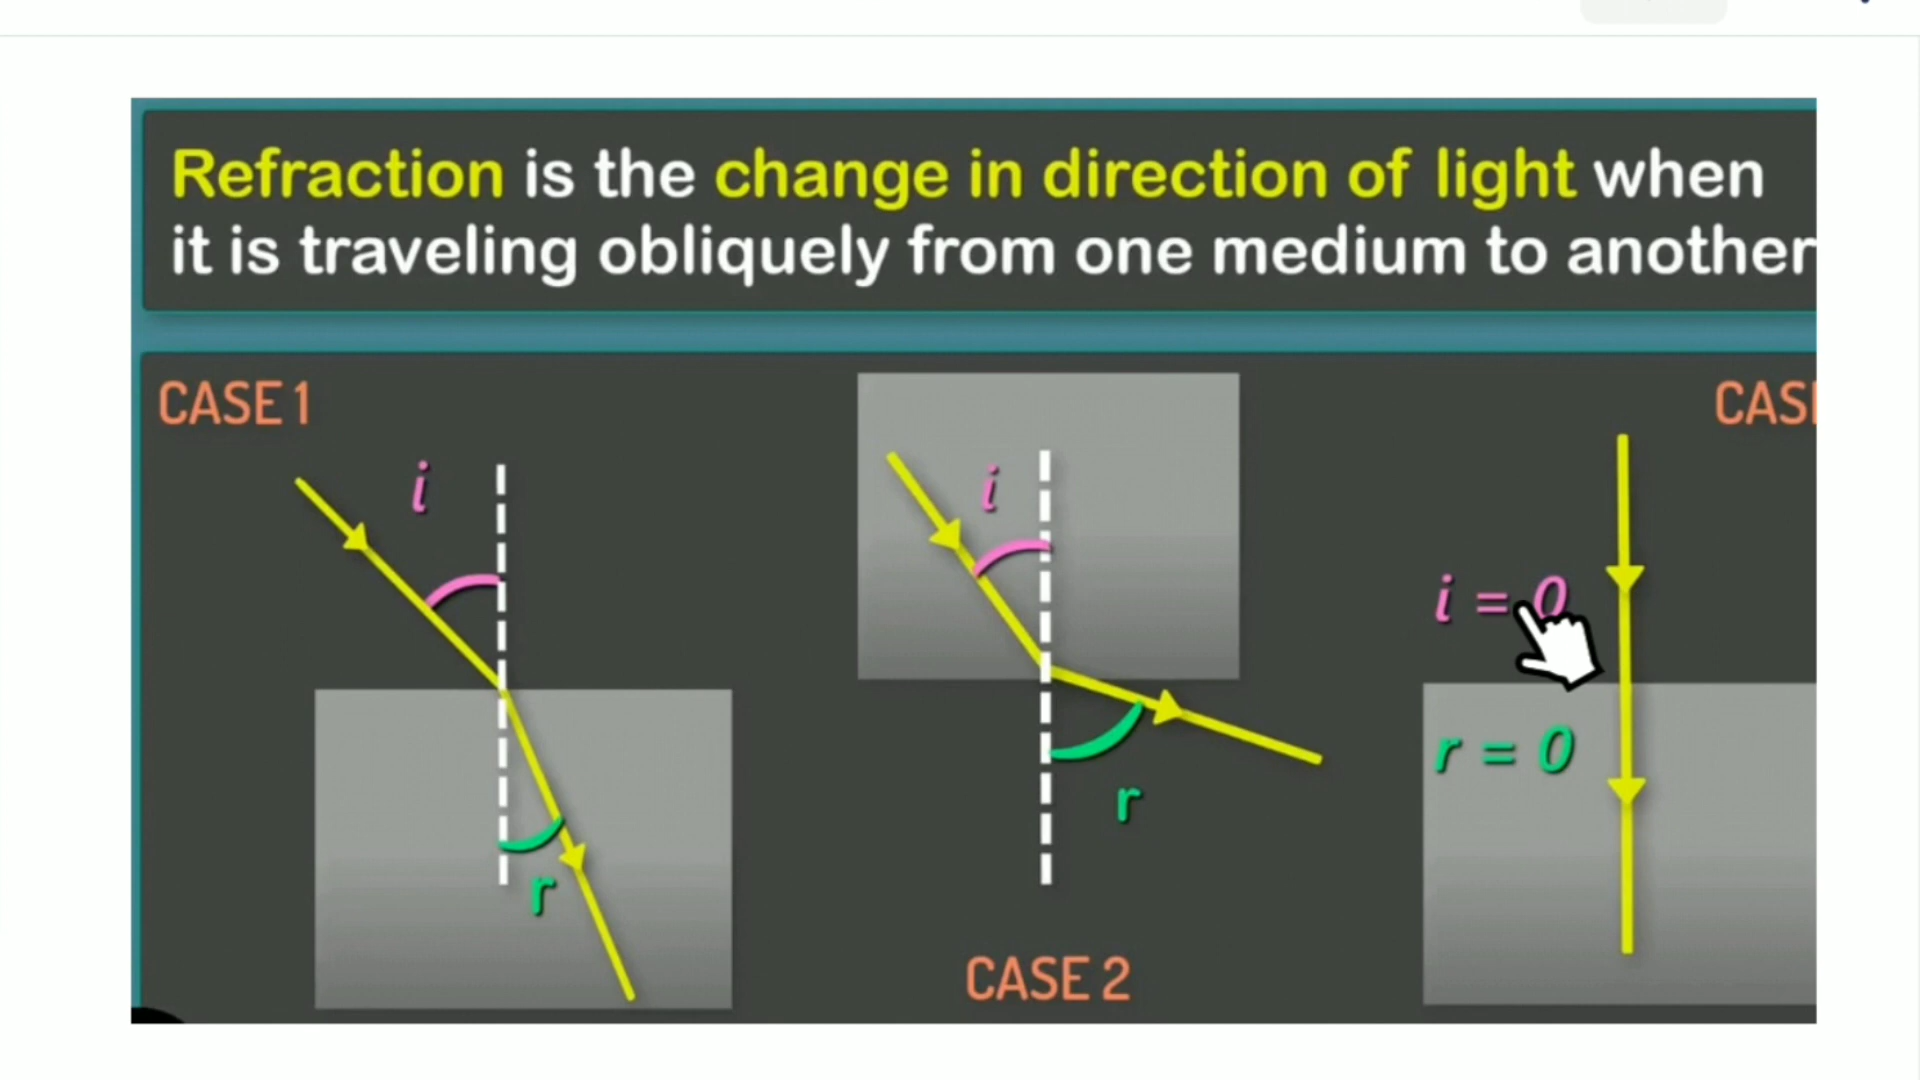 Refraction is the change in direction of light when
it is traveling obliquely from one medium to another
CASE 1
i
r
i
r
CASE 2
CAS
i = 0
r = 0